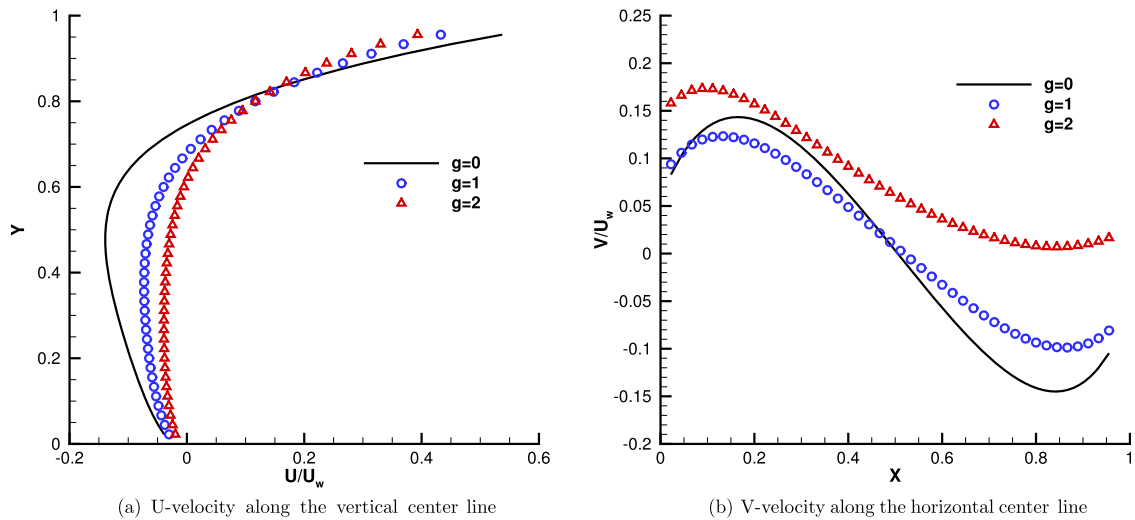 1
0.8
0.6
0.4
0.2
0
Y
-0.2
0
0.2
0.4
0.6
U/Uw
g=0
g=1
g=2
(a) U-velocity along the vertical center line
0.25
0.2
0.15
0.1
0.05
0
-0.05
-0.1
-0.15
-0.2
V/Uw
0
0.2
0.4
0.6
0.8
1
X
g=0
g=1
g=2
(b) V-velocity along the horizontal center line